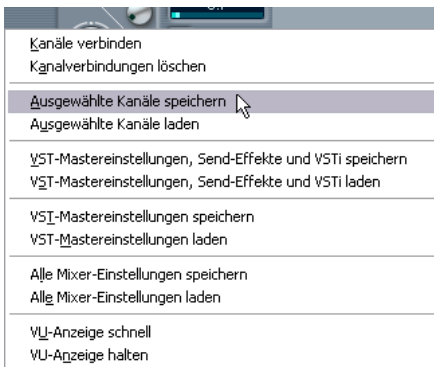 Kanäle verbinden
Kanalverbindungen löschen
Ausgewählte Kanäle speichern
Ausgewählte Kanäle laden
VST-Mastereinstellungen, Send-Effekte und VSTi speichern
VST-Mastereinstellungen, Send-Effekte und VSTi laden
VST-Mastereinstellungen speichern
VST-Mastereinstellungen laden
Alle Mixer-Einstellungen speichern
Alle Mixer-Einstellungen laden
VU-Anzeige schnell
VU-Anzeige halten